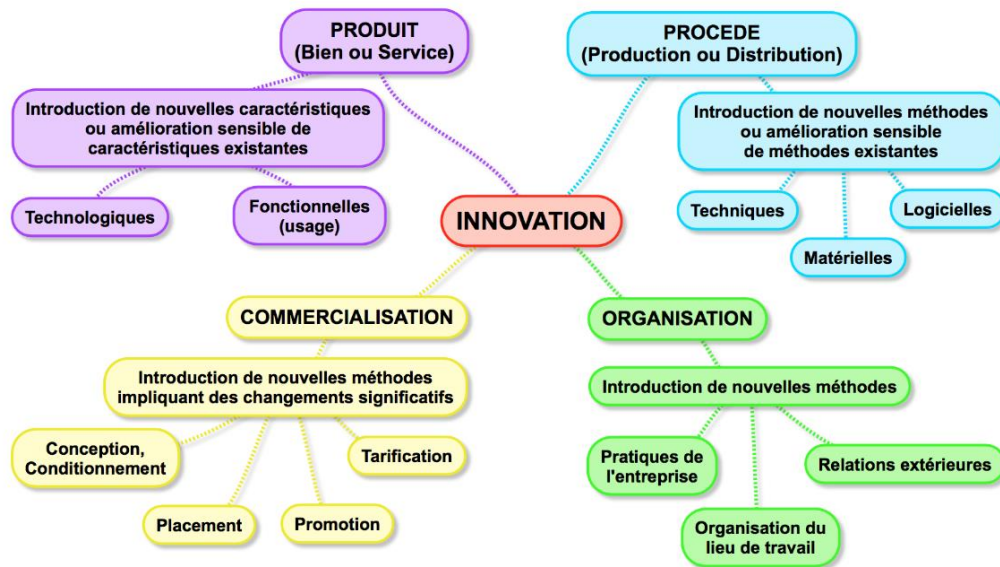 PRODUIT
(Bien ou Service)
Introduction de nouvelles caractéristiques
ou amélioration sensible de
caractéristiques existantes
Technologiques
Fonctionnelles
(usage)
PROCEDE
(Production ou Distribution)
Introduction de nouvelles méthodes
ou amélioration sensible
de méthodes existantes
Techniques
Matérielles
Logicielles
INNOVATION
COMMERCIALISATION
Introduction de nouvelles méthodes
impliquant des changements significatifs
Conception,
Conditionnement
Placement
Promotion
Tarification
ORGANISATION
Introduction de nouvelles méthodes
Pratiques de
l'entreprise
Organisation du
lieu de travail
Relations extérieures